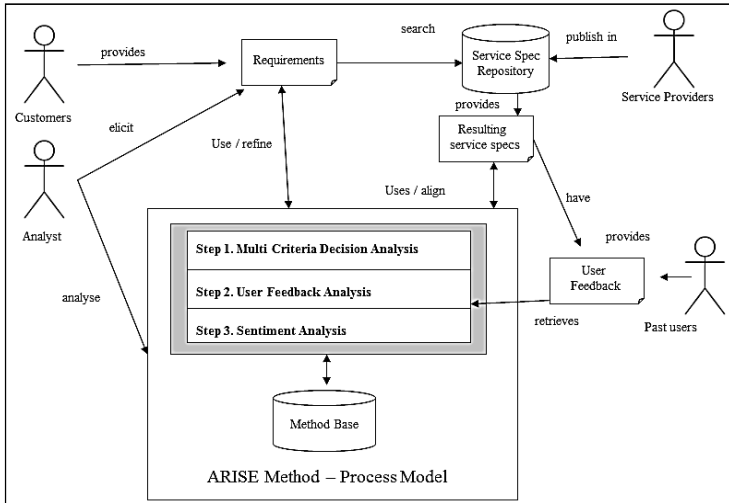 provides
search
publish in
Requirements
Service Spec
Repository
Customers
Service Providers
elicit
provides
Resulting
service specs
Use / refine
Uses / align
have
Analyst
provides
Step 1. Multi Criteria Decision Analysis
User
Feedback
analyse
Step 2. User Feedback Analysis
retrieves
Past users
Step 3. Sentiment Analysis
Method Base
ARISE Method – Process Model